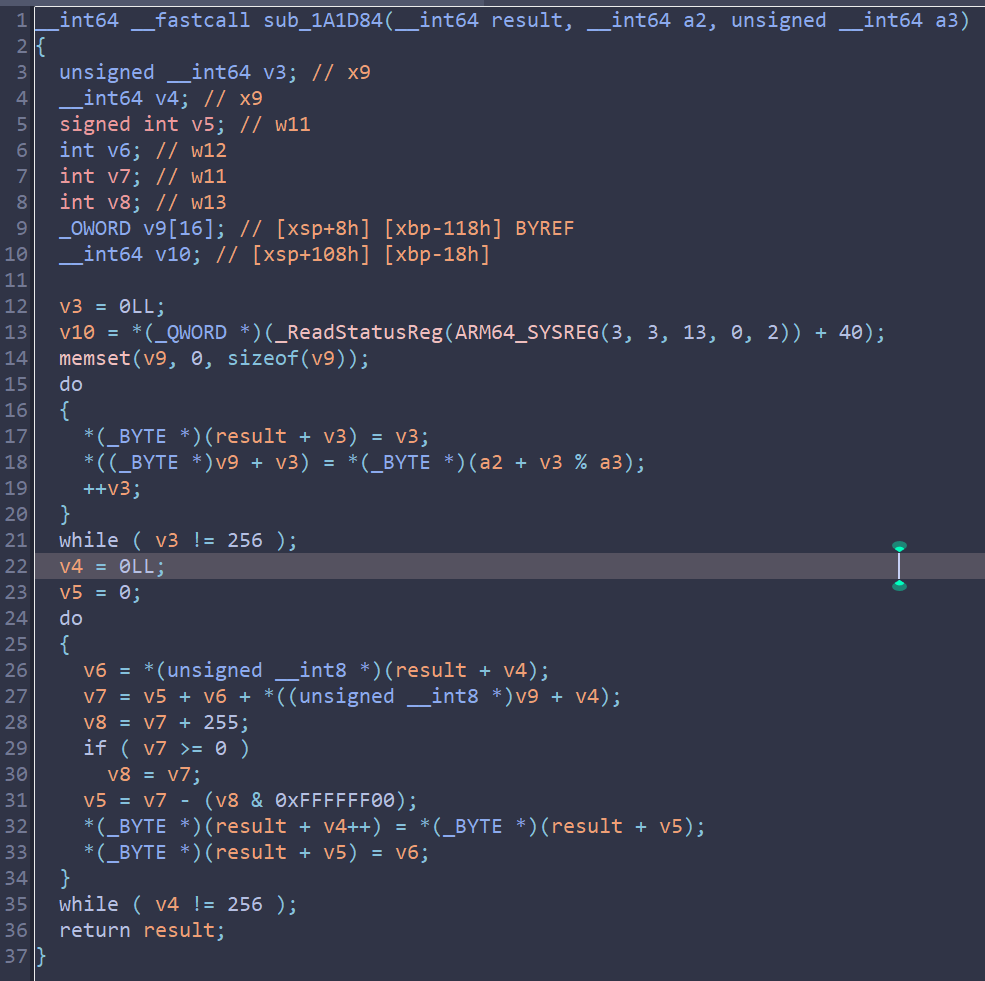 1 __int64 __fastcall sub_1A1D84(__int64 result, __int64 a2, unsigned __int64 a3)
2 {
3   unsigned __int64 v3; // x9
4   __int64 v4; // x9
5   signed int v5; // w11
6   int v6; // w12
7   int v7; // w11
8   int v8; // w13
9   _OWORD v9[16]; // [xsp+8h] [xbp-118h] BYREF
10   __int64 v10; // [xsp+108h] [xbp-18h]
11
12   v3 = 0LL;
13   v10 = *(_QWORD *)(_ReadStatusReg(ARM64_SYSREG(3, 3, 13, 0, 2)) + 40);
14   memset(v9, 0, sizeof(v9));
15   do
16   {
17     *(_BYTE *)(result + v3) = v3;
18     *((_BYTE *)v9 + v3) = *(_BYTE *)(a2 + v3 % a3);
19     ++v3;
20   }
21   while ( v3 != 256 );
22   v4 = 0LL;
23   v5 = 0;
24   do
25   {
26     v6 = *(unsigned __int8 *)(result + v4);
27     v7 = v5 + v6 + *((unsigned __int8 *)v9 + v4);
28     v8 = v7 + 255;
29     if ( v7 >= 0 )
30       v8 = v7;
31     v5 = v7 - (v8 & 0xFFFFFF00);
32     *(_BYTE *)(result + v4++) = *(_BYTE *)(result + v5);
33     *(_BYTE *)(result + v5) = v6;
34   }
35   while ( v4 != 256 );
36   return result;
37 }